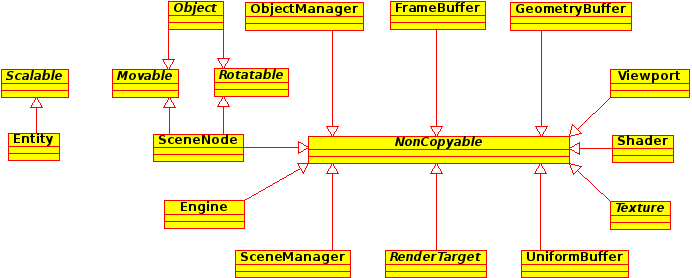 Object
ObjectManager
FrameBuffer
GeometryBuffer
Scalable
Movable
Rotatable
Viewport
Entity
SceneNode
NonCopyable
Shader
Engine
Texture
SceneManager
RenderTarget
UniformBuffer